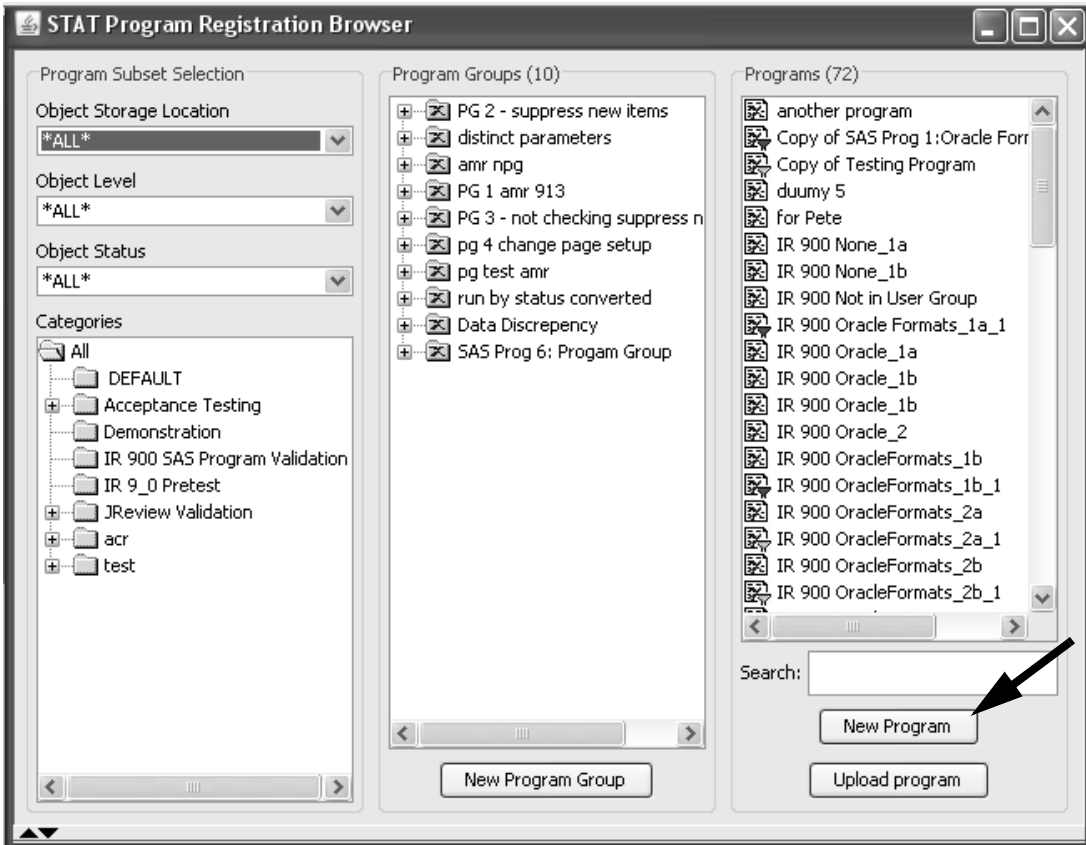 STAT Program Registration Browser
Program Subset Selection
Object Storage Location
*ALL*
Object Level
*ALL*
Object Status
*ALL*
Categories
All
DEFAULT
Acceptance Testing
Demonstration
IR 900 SAS Program Validation
IR 9_0 Pretest
JReview Validation
acr
test
Program Groups (10)
PG 2 - suppress new items
distinct parameters
amr npg
PG 1 amr 913
PG 3 - not checking suppress n
pg 4 change page setup
pg test amr
run by status converted
Data Discrepency
SAS Prog 6: Progam Group
New Program Group
Programs (72)
another program
Copy of SAS Prog 1:Oracle Forr
Copy of Testing Program
duumy 5
for Pete
IR 900 None_1a
IR 900 None_1b
IR 900 Not in User Group
IR 900 Oracle Formats_1a_1
IR 900 Oracle_1a
IR 900 Oracle_1b
IR 900 Oracle_1b
IR 900 Oracle_2
IR 900 OracleFormats_1b
IR 900 OracleFormats_1b_1
IR 900 OracleFormats_2a
IR 900 OracleFormats_2a_1
IR 900 OracleFormats_2b
IR 900 OracleFormats_2b_1
Search:
New Program
Upload program